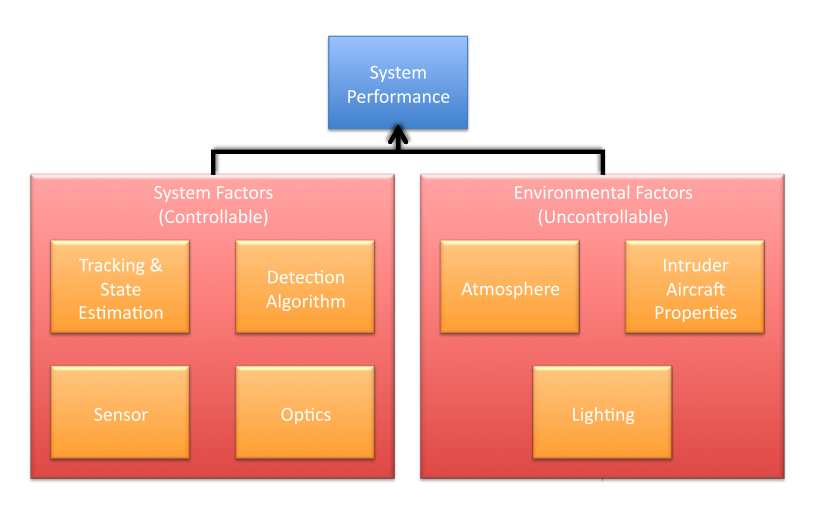 System
Performance
System Factors
(Controllable)
Tracking &
State
Estimation
Detection
Algorithm
Sensor
Optics
Environmental Factors
(Uncontrollable)
Atmosphere
Intruder
Aircraft
Properties
Lighting